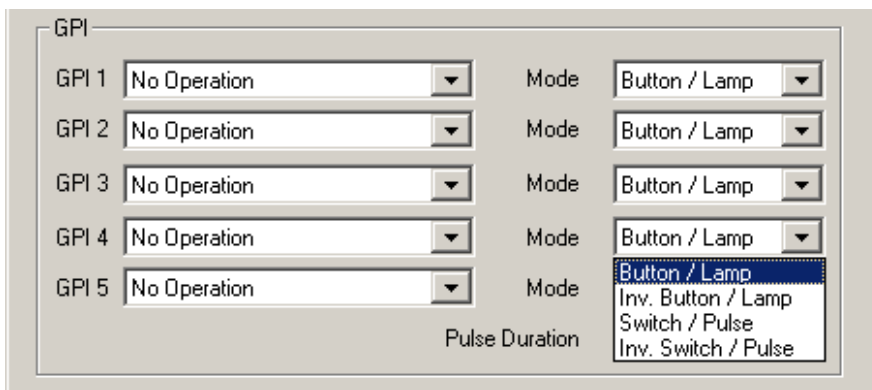 GPI
GPI 1 No Operation Mode Button / Lamp
GPI 2 No Operation Mode Button / Lamp
GPI 3 No Operation Mode Button / Lamp
GPI 4 No Operation Mode Button / Lamp
Button / Lamp
GPI 5 No Operation Mode Inv. Button / Lamp
Switch / Pulse
Pulse Duration Inv. Switch / Pulse